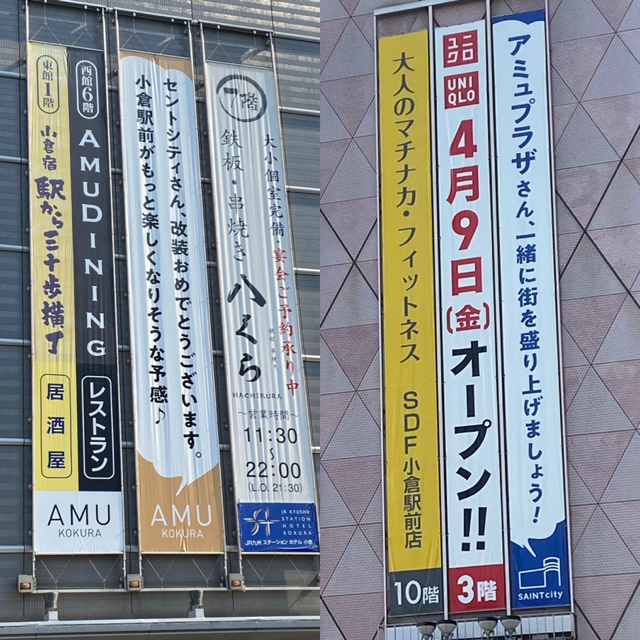 東館1階
小倉宿
駅から三十歩横丁
居酒屋
西館6階
AMUDINING
レストラン
AMU
KOKURA
セントシティさん、改装おめでとうございます。
小倉駅前がもっと楽しくなりそうな予感♪
AMU
KOKURA
7階
大小個室完備・宴会ご予約承り中
鉄板・串焼き
八くら
HACHIKURA
〜営業時間〜
11:30
〜
22:00
(L.O. 21:30)
JR KYUSHU
STATION
HOTEL
KOKURA
JR九州 ステーション ホテル 小倉
大人のマチナカ・フィットネス SDF小倉駅前店
10階
ユニクロ
UNIQLO
4月9日(金)オープン!!
3階
アミュプラザさん、一緒に街を盛り上げましょう!
SAINTcity